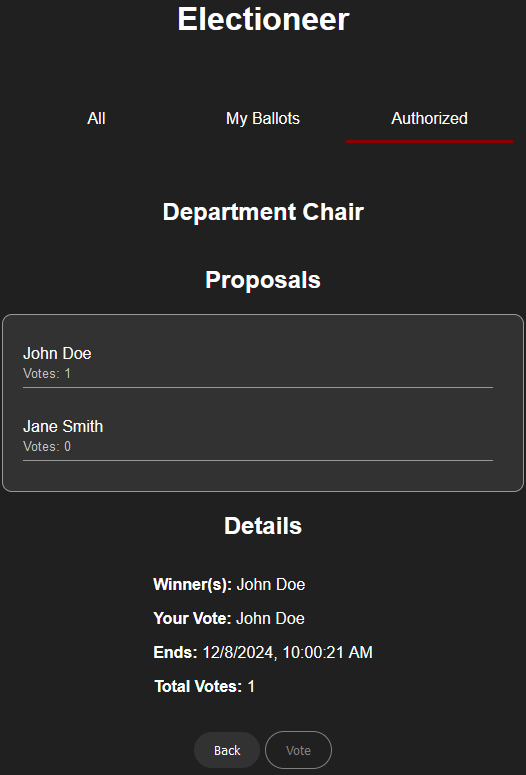 Electioneer
All My Ballots Authorized
Department Chair
Proposals
John Doe
Votes: 1
Jane Smith
Votes: 0
Details
Winner(s): John Doe
Your Vote: John Doe
Ends: 12/8/2024, 10:00:21 AM
Total Votes: 1
Back Vote